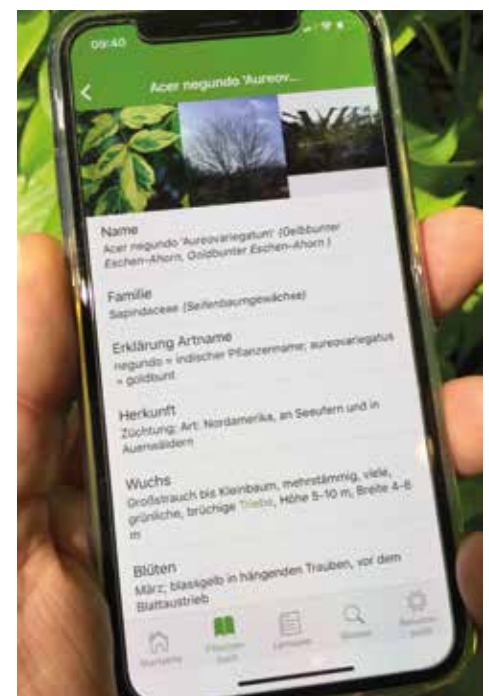 09:40
Acer negundo 'Aureov...
Name
Acer negundo 'Aureovariegatum' (Gelbbunter
Eschen-Ahorn, Goldbunter Eschen-Ahorn )
Familie
Sapindaceae (Seifenbaumgewächse)
Erklärung Artname
negundo = indischer Pflanzenname; aureovariegatus
= goldbunt
Herkunft
Züchtung; Art: Nordamerika, an Seeufern und in
Auenwäldern
Wuchs
Großstrauch bis Kleinbaum, mehrstämmig, viele,
grünliche, brüchige Triebe, Höhe 5-10 m, Breite 4-8
m
Blüten
März; blassgelb in hängenden Trauben, vor dem
Blattaustrieb
Startseite
Pflanzen-
buch